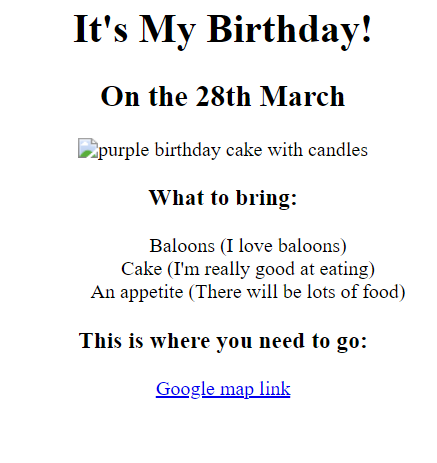 It's My Birthday!
On the 28th March
purple birthday cake with candles
What to bring:
Baloons (I love baloons)
Cake (I'm really good at eating)
An appetite (There will be lots of food)
This is where you need to go:
Google map link